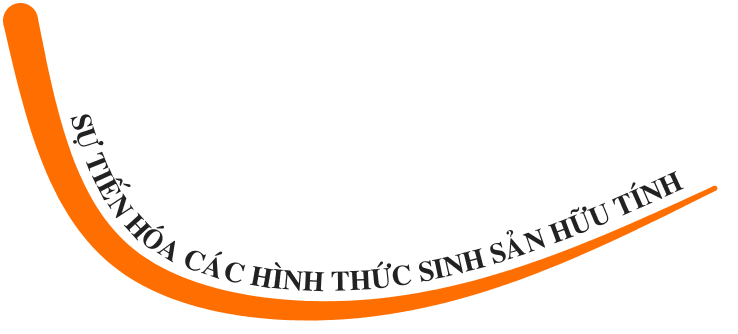 SỰ TIẾN HÓA CÁC HÌNH THỨC SINH SẢN HỮU TÍNH